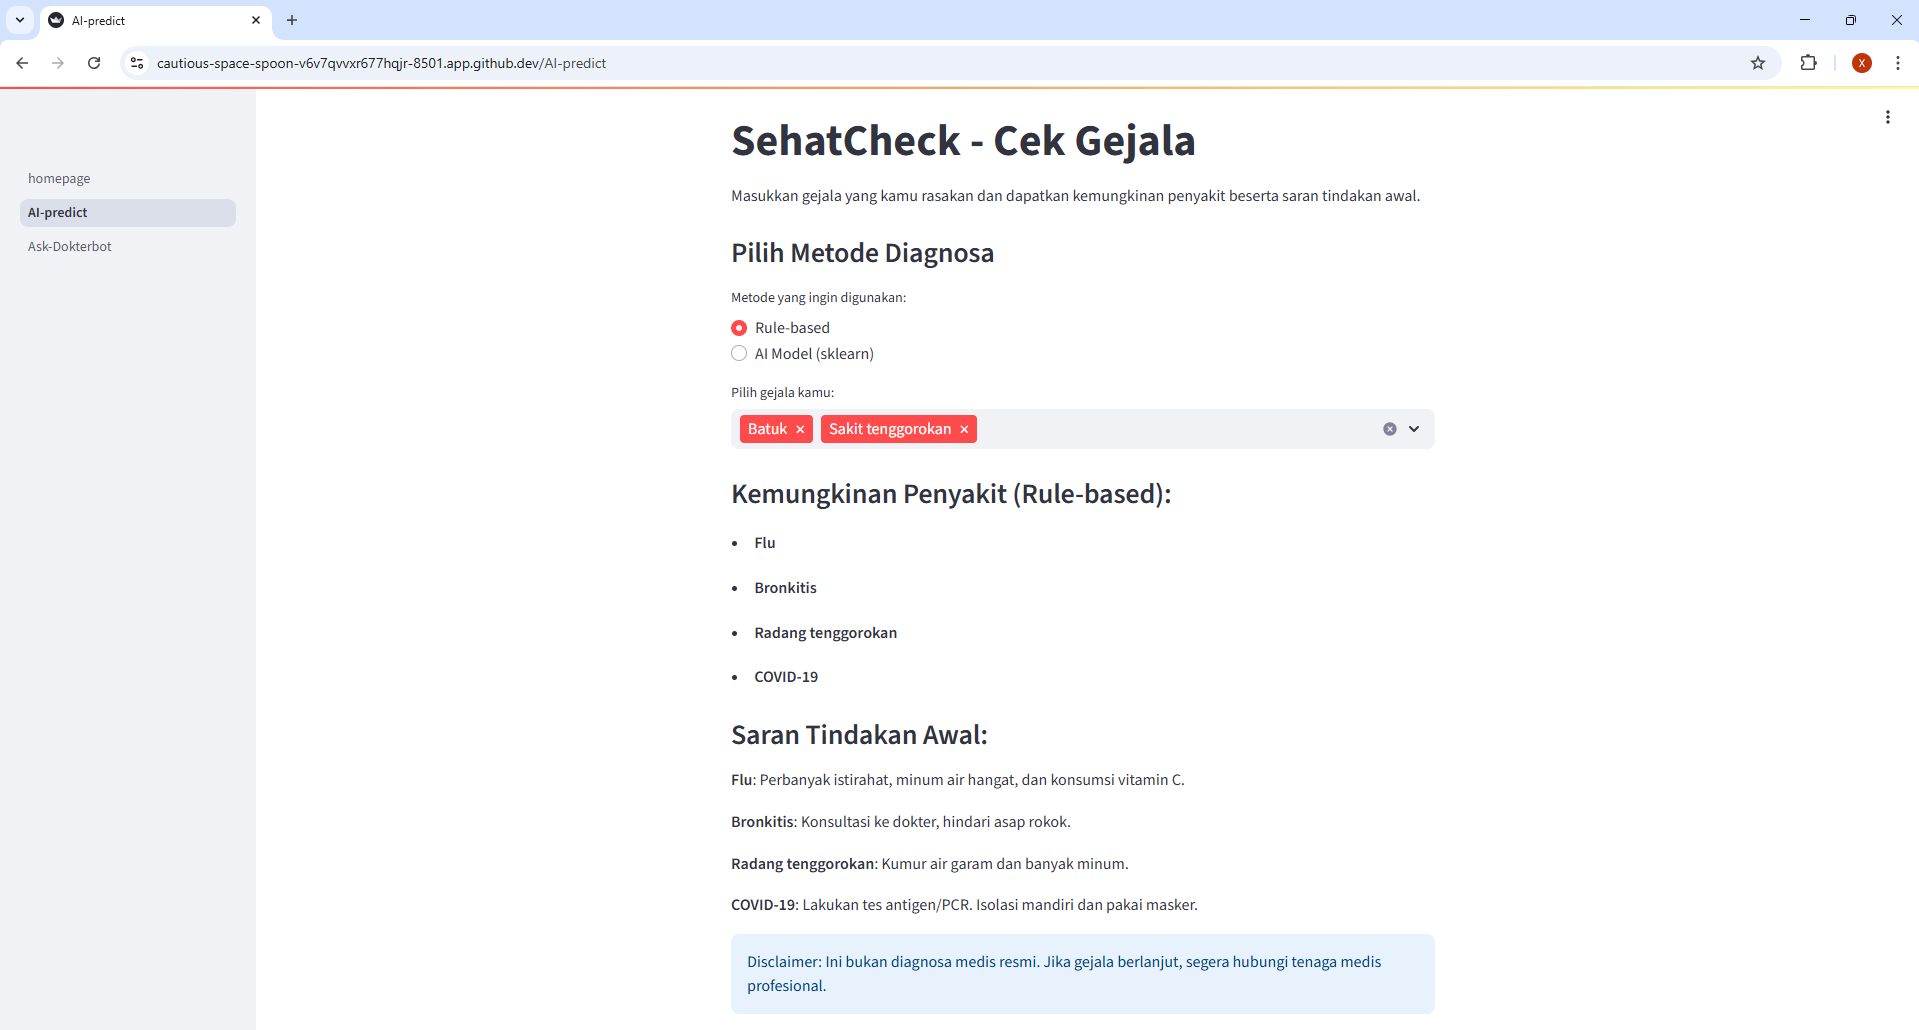 AI-predict
cautious-space-spoon-v6v7qvvxr677hqjr-8501.app.github.dev/AI-predict
X
homepage
AI-predict
Ask-Dokterbot
SehatCheck - Cek Gejala
Masukkan gejala yang kamu rasakan dan dapatkan kemungkinan penyakit beserta saran tindakan awal.
Pilih Metode Diagnosa
Metode yang ingin digunakan:
Rule-based
AI Model (sklearn)
Pilih gejala kamu:
Batuk Sakit tenggorokan
Kemungkinan Penyakit (Rule-based):
• Flu
• Bronkitis
• Radang tenggorokan
• COVID-19
Saran Tindakan Awal:
Flu: Perbanyak istirahat, minum air hangat, dan konsumsi vitamin C.
Bronkitis: Konsultasi ke dokter, hindari asap rokok.
Radang tenggorokan: Kumur air garam dan banyak minum.
COVID-19: Lakukan tes antigen/PCR. Isolasi mandiri dan pakai masker.
Disclaimer: Ini bukan diagnosa medis resmi. Jika gejala berlanjut, segera hubungi tenaga medis
profesional.